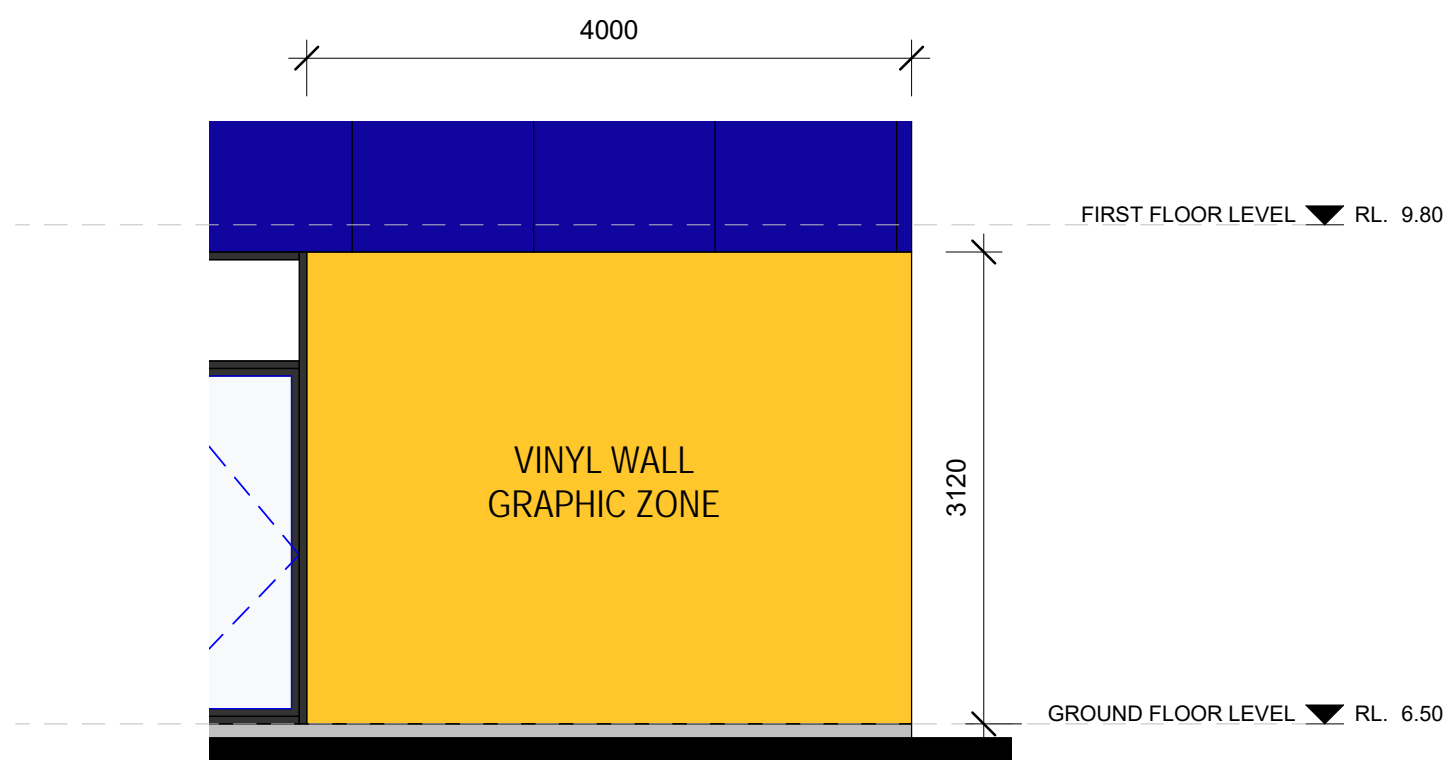 4000
FIRST FLOOR LEVEL RL. 9.80
VINYL WALL
GRAPHIC ZONE
3120
GROUND FLOOR LEVEL RL. 6.50